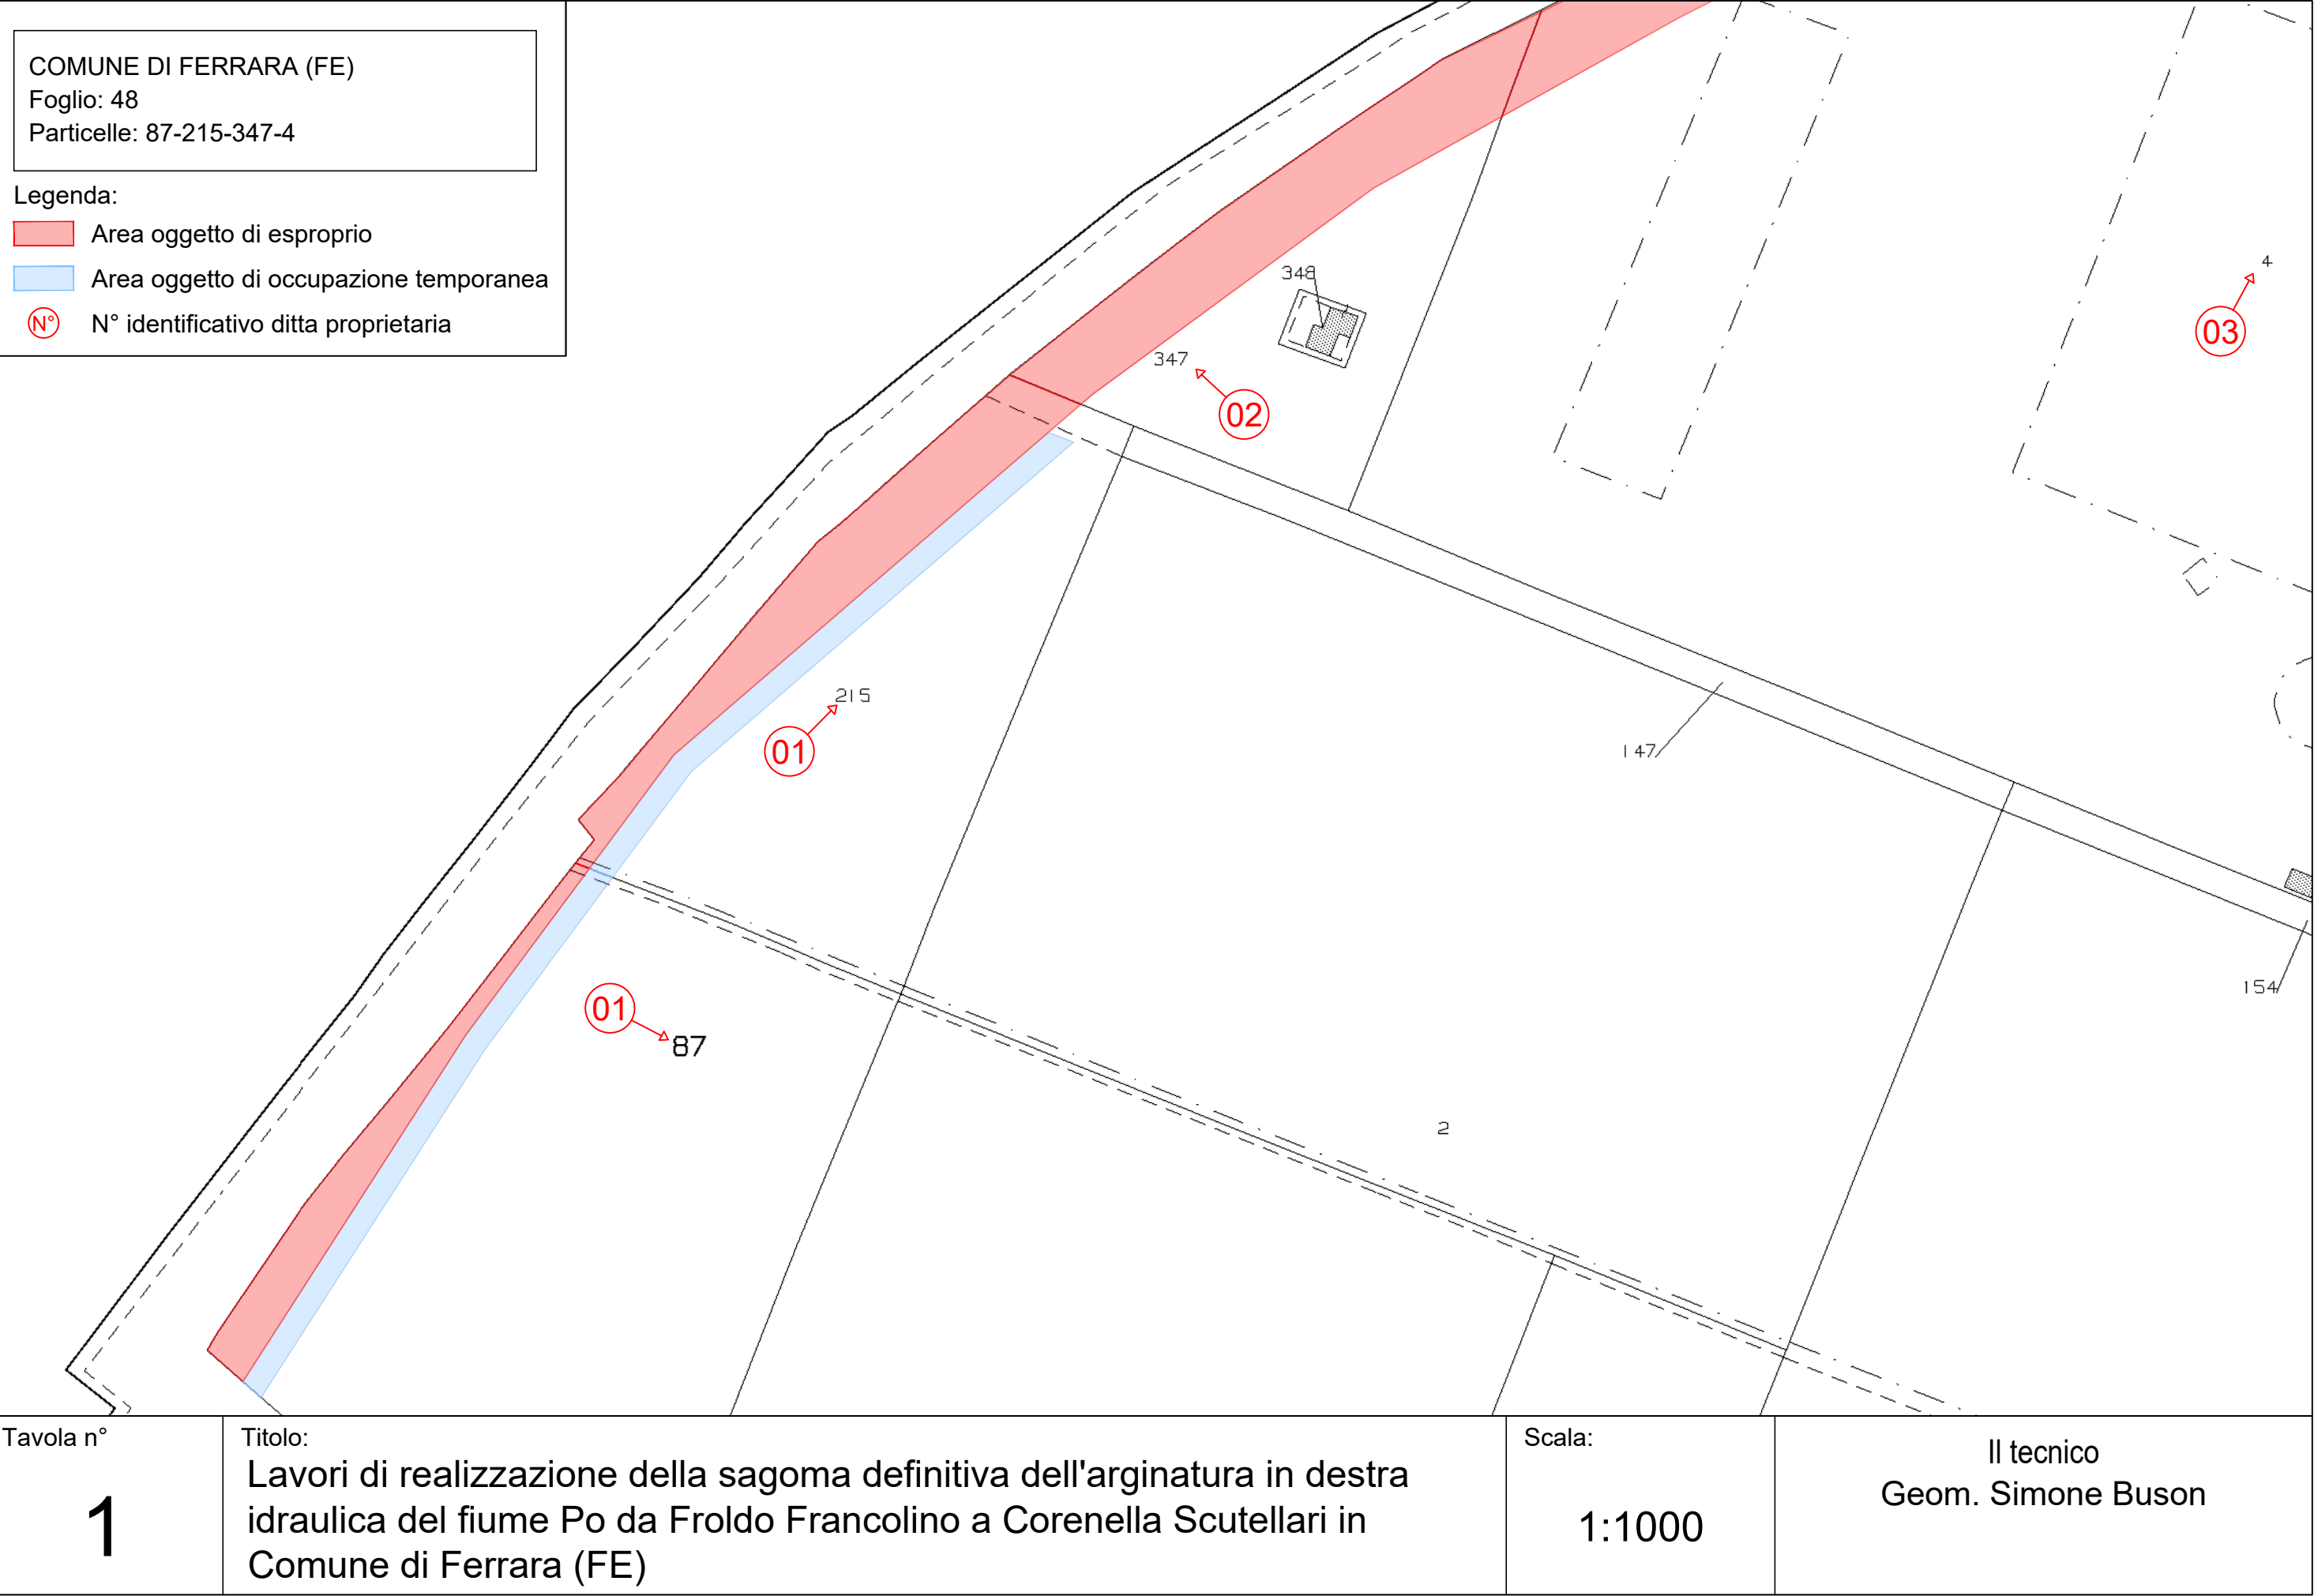 COMUNE DI FERRARA (FE)
Foglio: 48
Particelle: 87-215-347-4
Legenda:
Area oggetto di esproprio
Area oggetto di occupazione temporanea
N° N° identificativo ditta proprietaria
348
4
03
347
02
215
01
147
154
01
87
2
Tavola n°
1
Titolo:
Lavori di realizzazione della sagoma definitiva dell'arginatura in destra
idraulica del fiume Po da Froldo Francolino a Corenella Scutellari in
Comune di Ferrara (FE)
Scala:
1:1000
Il tecnico
Geom. Simone Buson